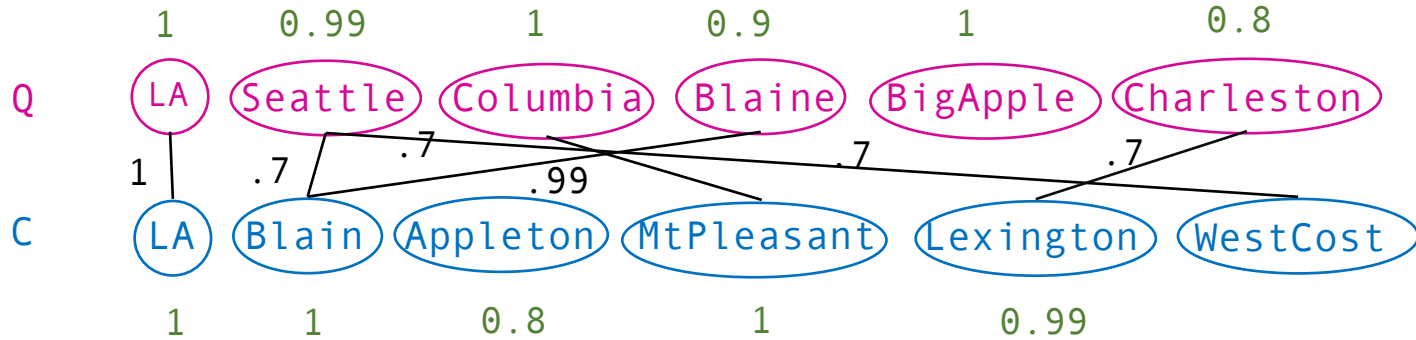 1 0.99 1 0.9 1 0.8
Q LA Seattle Columbia Blaine BigApple Charleston
1 .7 .7 .99 .7 .7
C LA Blain Appleton MtPleasant Lexington WestCost
1 1 0.8 1 0.99